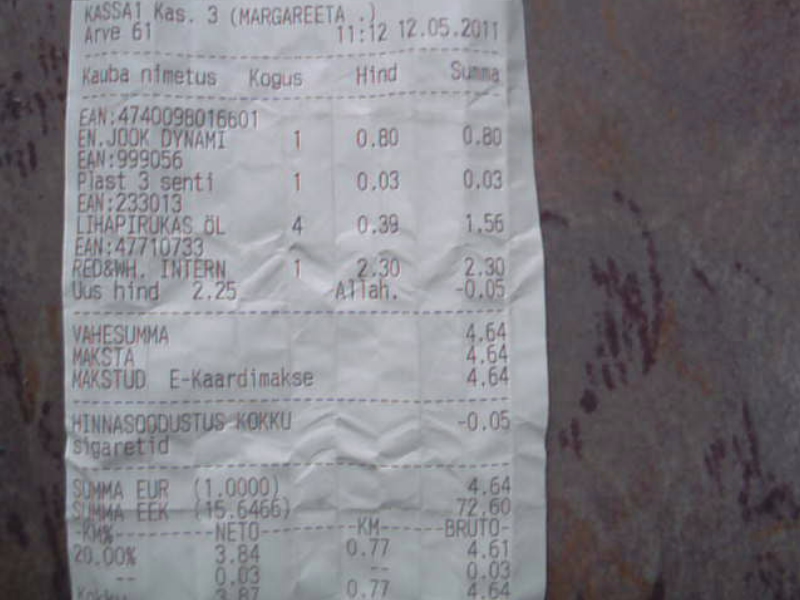 KASSA1 Kas. 3 (MARGAREETA .)
Arve 61 11:12 12.05.2011
Kauba nimetus Kogus Hind Summa
EAN:4740098016601
EN.JOOK DYNAMI 1 0.80 0.80
EAN:999056
Plast 3 senti 1 0.03 0.03
EAN:233013
LIHAPIRUKAS ÖL 4 0.39 1.56
EAN:47710733
RED&WH. INTERN 1 2.30 2.30
Uus hind 2.25 Allah. -0.05
VAHESUMMA 4.64
MAKSTA 4.64
MAKSTUD E-Kaardimakse 4.64
HINNASOODUSTUS KOKKU -0.05
sigaretid
SUMMA EUR (1.0000) 4.64
SUMMA EEK (15.6466) 72.60
-KM%------NETO------KM-----BRUTO-
20.00% 3.84 0.77 4.61
-- 0.03 -- 0.03
Kokku 3.87 0.77 4.64